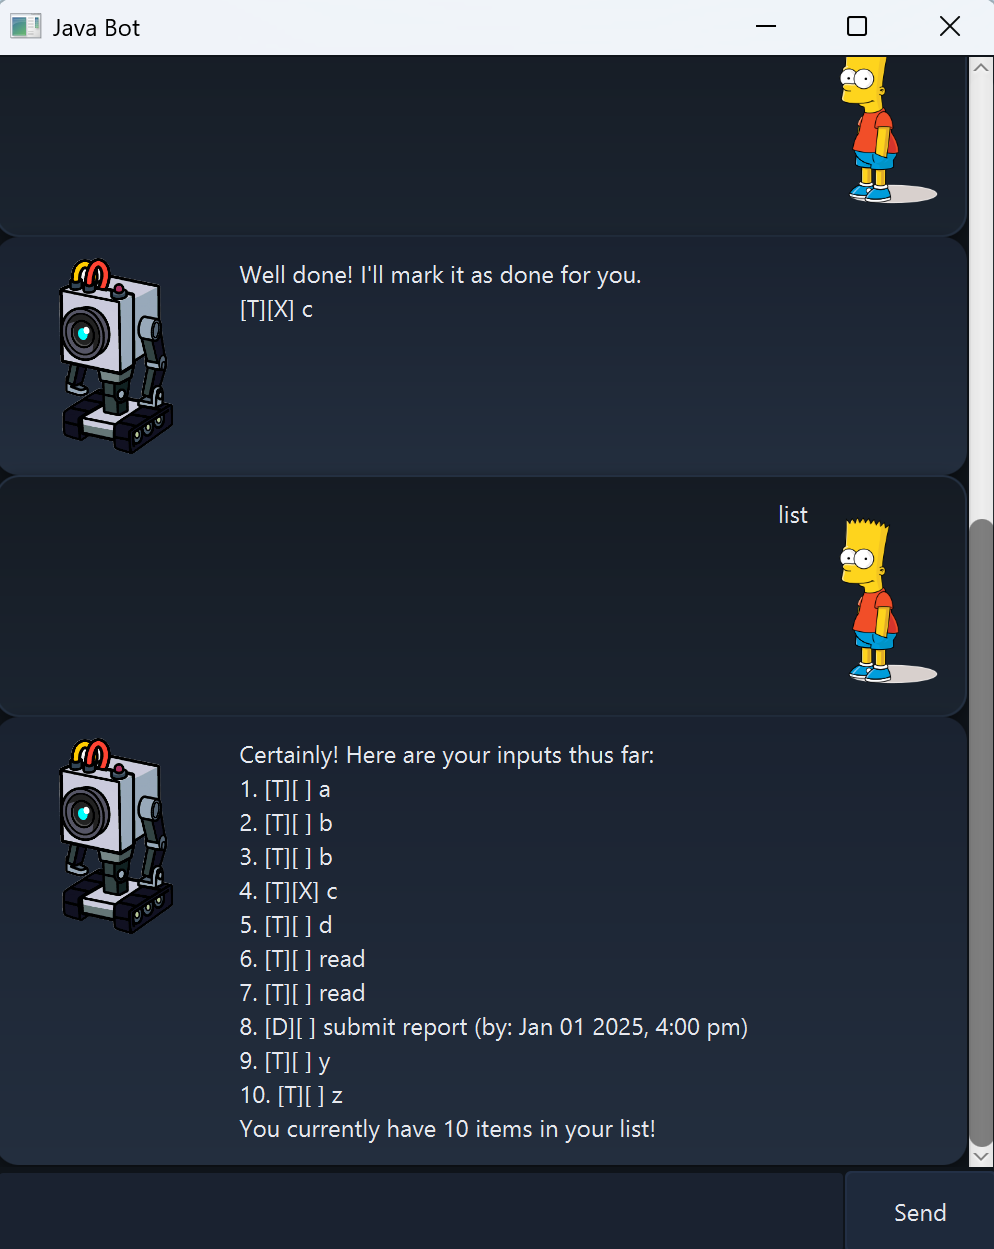 Java Bot
Well done! I'll mark it as done for you.
[T][X] c
list
Certainly! Here are your inputs thus far:
1. [T][ ] a
2. [T][ ] b
3. [T][ ] b
4. [T][X] c
5. [T][ ] d
6. [T][ ] read
7. [T][ ] read
8. [D][ ] submit report (by: Jan 01 2025, 4:00 pm)
9. [T][ ] y
10. [T][ ] z
You currently have 10 items in your list!
Send